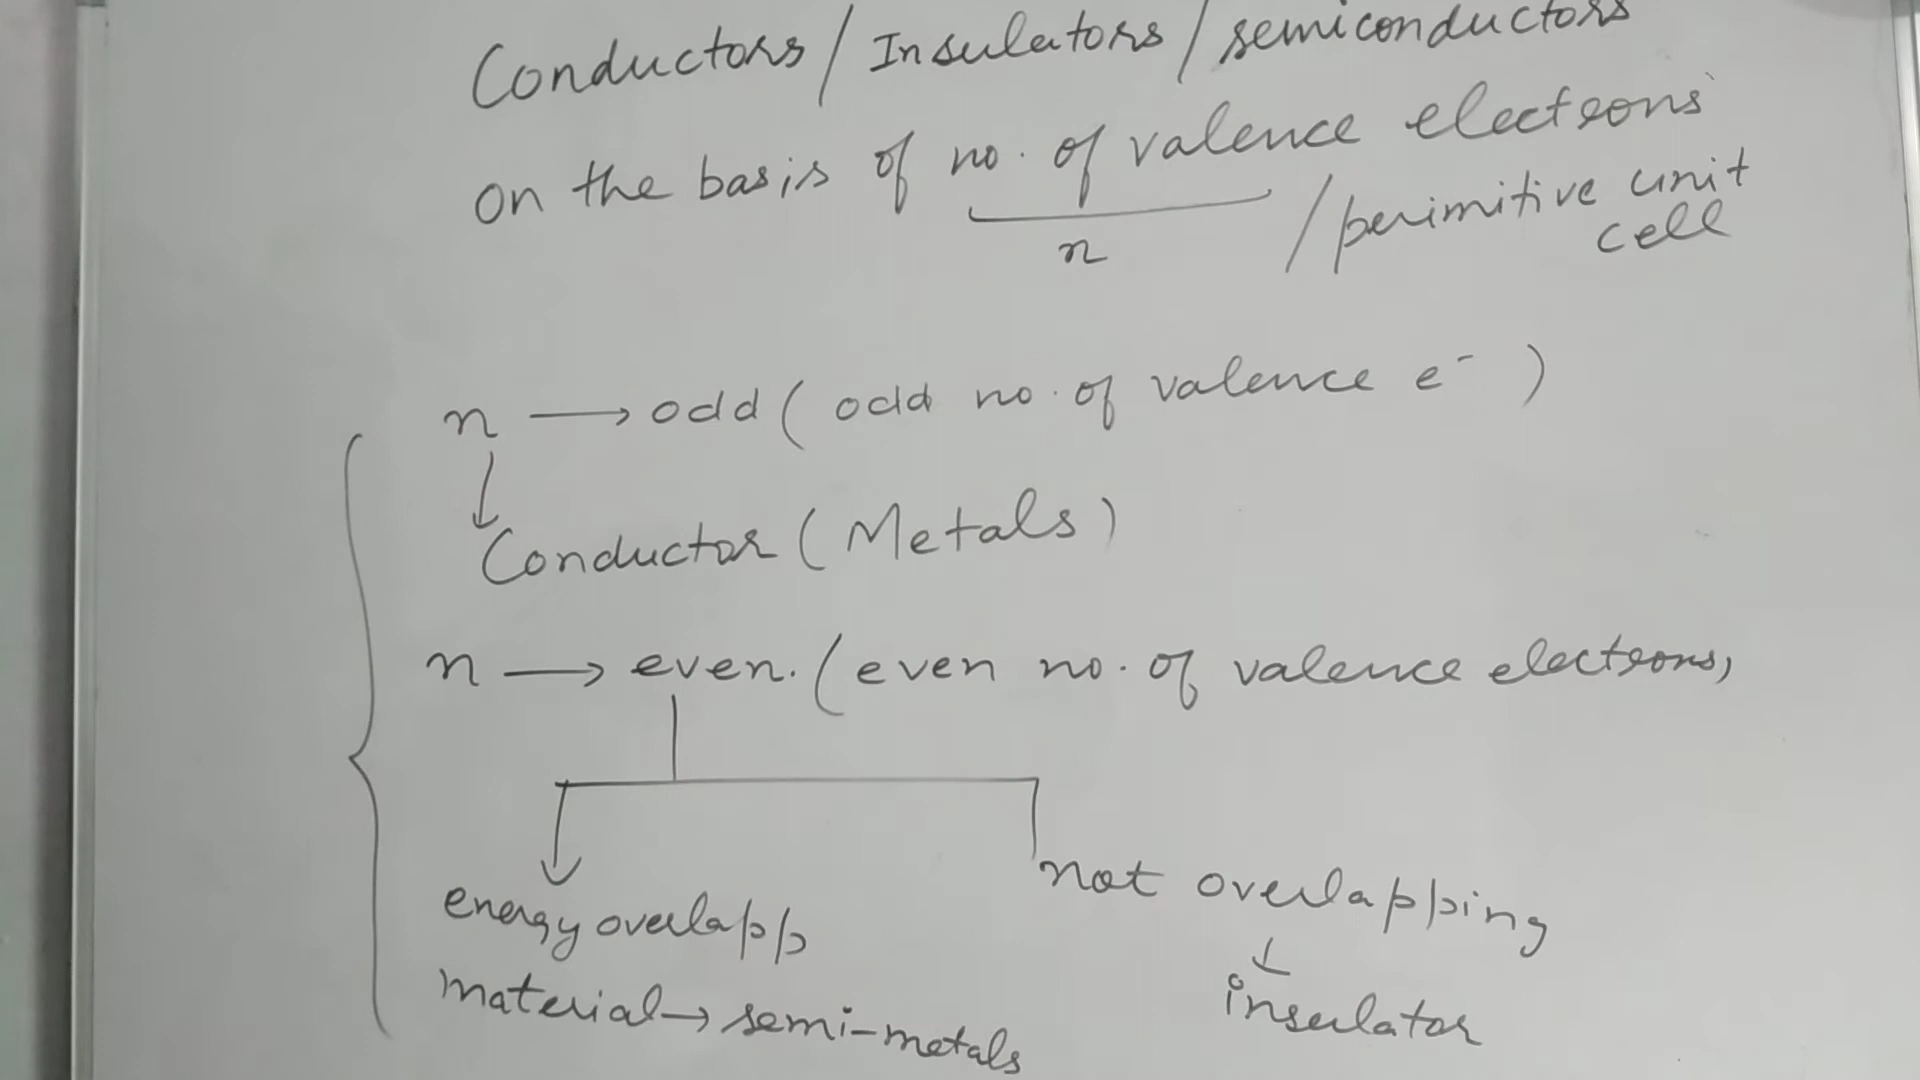 Conductors / Insulators / semiconductors
on the basis of no. of valence electrons
n / perimitive unit
cell
n → odd ( odd no. of valence e⁻ )
↓
Conductor ( Metals )
n → even. ( even no. of valence electrons,
energy overlapp
not overlapping
↓
material → semi-metals
insulator